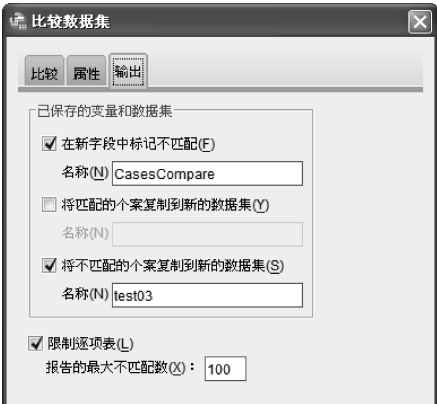 比较数据集
比较 属性 输出
已保存的变量和数据集
在新字段中标记不匹配(F)
名称(N) CasesCompare
将匹配的个案复制到新的数据集(Y)
名称(N)
将不匹配的个案复制到新的数据集(S)
名称(N) test03
限制逐项表(L)
报告的最大不匹配数(X)： 100